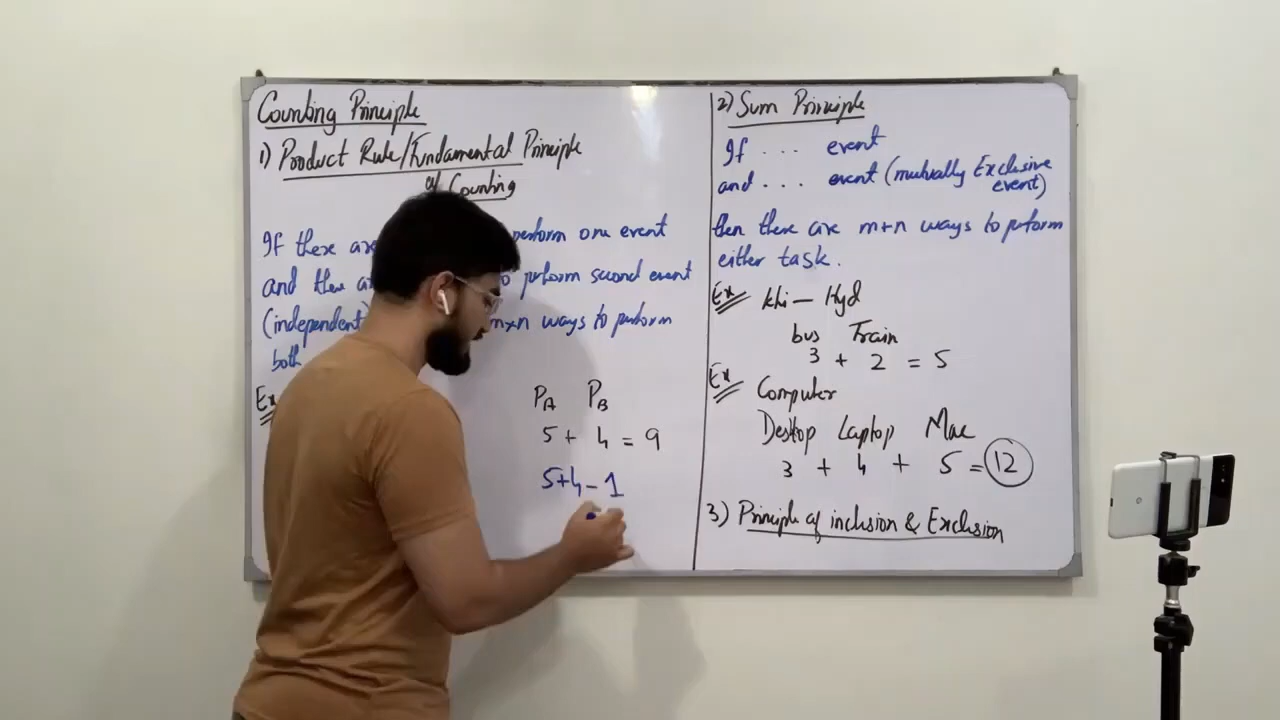 Counting Principle
1) Product Rule/Fundamental Principle
of Counting
If there are perform one event
and there to perform second event
(independent m×n ways to perform
both
Ex
PA PB
5 + 4 = 9
5+4-1
2) Sum Principle
If ... event
and ... event (mutually Exclusive
event)
then there are m+n ways to perform
either task.
Ex Khi - Hyd
bus Train
3 + 2 = 5
Ex Computer
Destop Laptop Mac
3 + 4 + 5 = 12
3) Principle of inclusion & Exclusion